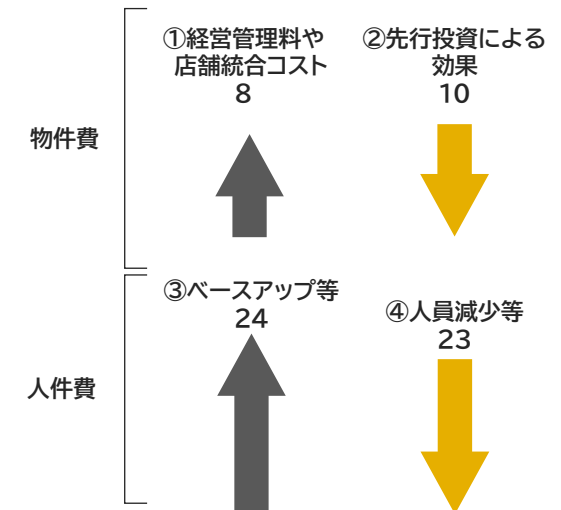 ①経営管理料や
店舗統合コスト
8
②先行投資による
効果
10
物件費
③ベースアップ等
24
④人員減少等
23
人件費